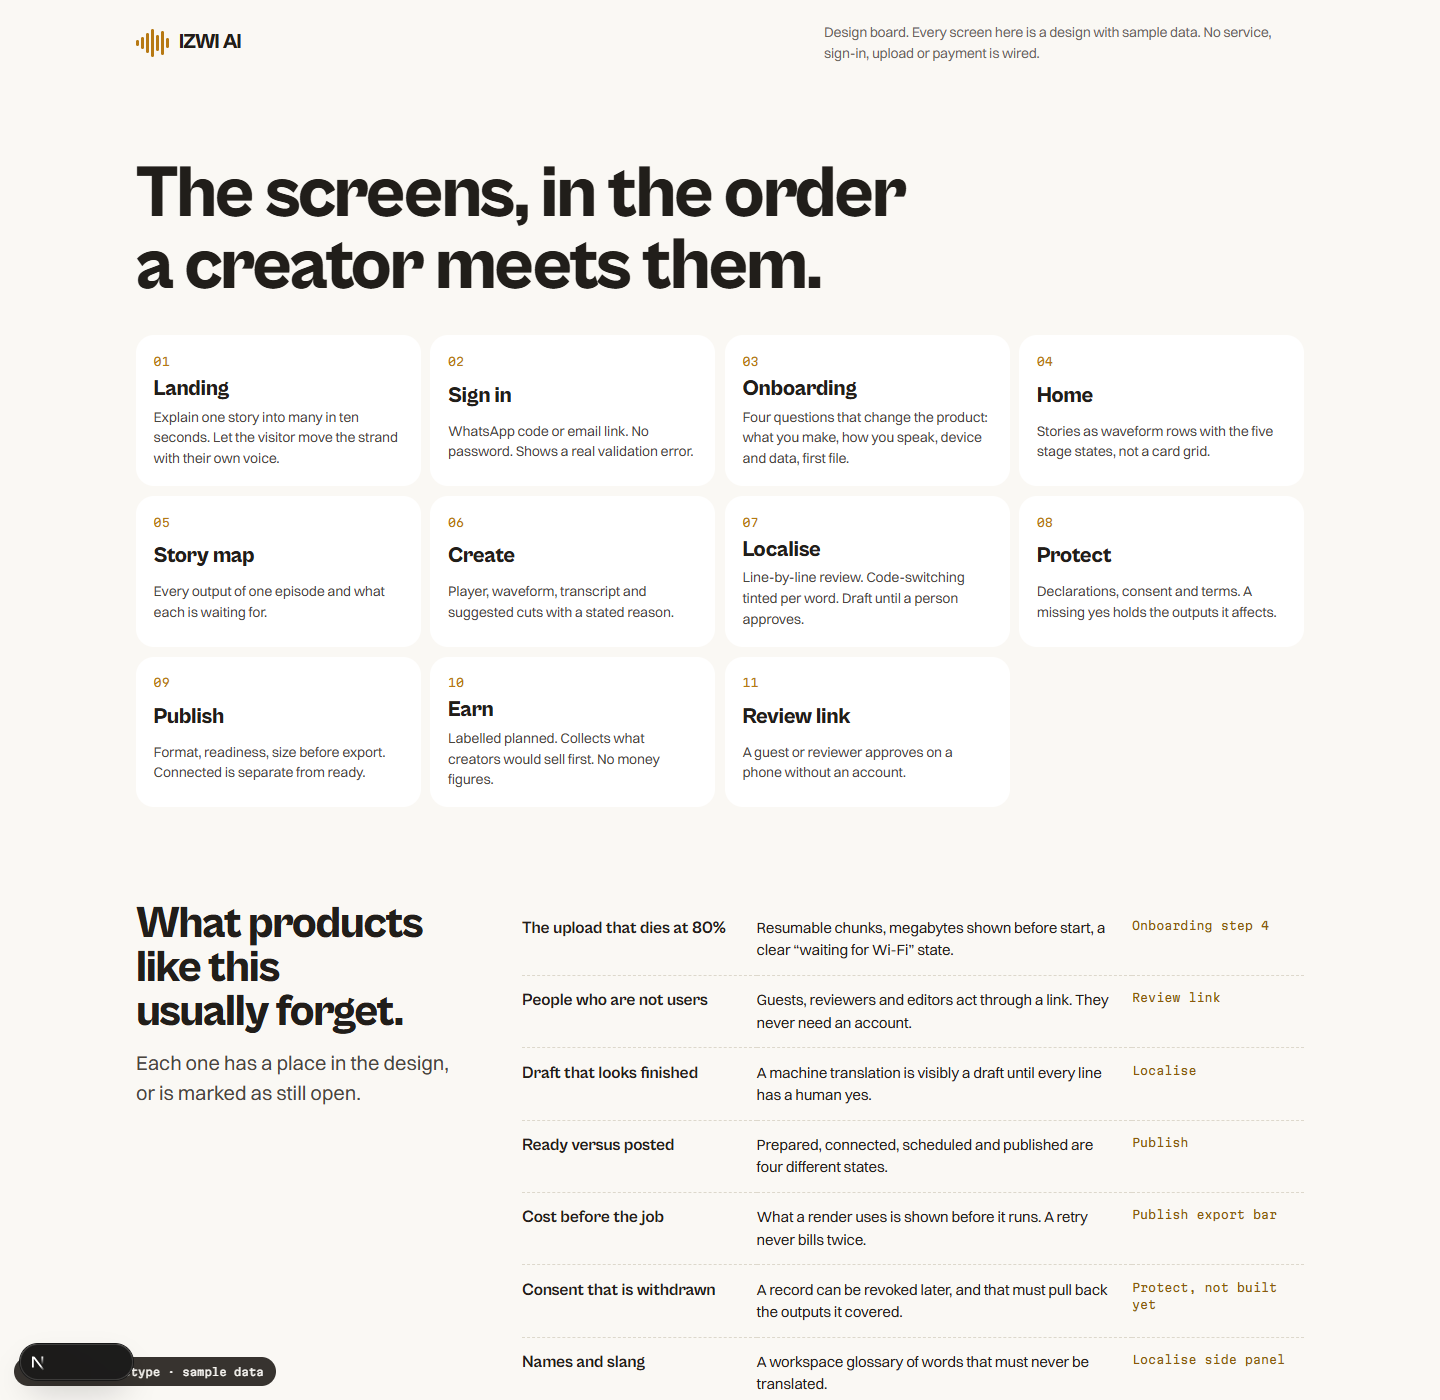 IZWI AI
Design board. Every screen here is a design with sample data. No service,
sign-in, upload or payment is wired.
The screens, in the order
a creator meets them.
01
Landing
Explain one story into many in ten
seconds. Let the visitor move the strand
with their own voice.
02
Sign in
WhatsApp code or email link. No
password. Shows a real validation error.
03
Onboarding
Four questions that change the product:
what you make, how you speak, device
and data, first file.
04
Home
Stories as waveform rows with the five
stage states, not a card grid.
05
Story map
Every output of one episode and what
each is waiting for.
06
Create
Player, waveform, transcript and
suggested cuts with a stated reason.
07
Localise
Line-by-line review. Code-switching
tinted per word. Draft until a person
approves.
08
Protect
Declarations, consent and terms. A
missing yes holds the outputs it affects.
09
Publish
Format, readiness, size before export.
Connected is separate from ready.
10
Earn
Labelled planned. Collects what
creators would sell first. No money
figures.
11
Review link
A guest or reviewer approves on a
phone without an account.
What products
like this
usually forget.
Each one has a place in the design,
or is marked as still open.
The upload that dies at 80%
Resumable chunks, megabytes shown before start, a
clear “waiting for Wi-Fi” state.
Onboarding step 4
People who are not users
Guests, reviewers and editors act through a link. They
never need an account.
Review link
Draft that looks finished
A machine translation is visibly a draft until every line
has a human yes.
Localise
Ready versus posted
Prepared, connected, scheduled and published are
four different states.
Publish
Cost before the job
What a render uses is shown before it runs. A retry
never bills twice.
Publish export bar
Consent that is withdrawn
A record can be revoked later, and that must pull back
the outputs it covered.
Protect, not built
yet
Names and slang
A workspace glossary of words that must never be
translated.
Localise side panel
N
type · sample data